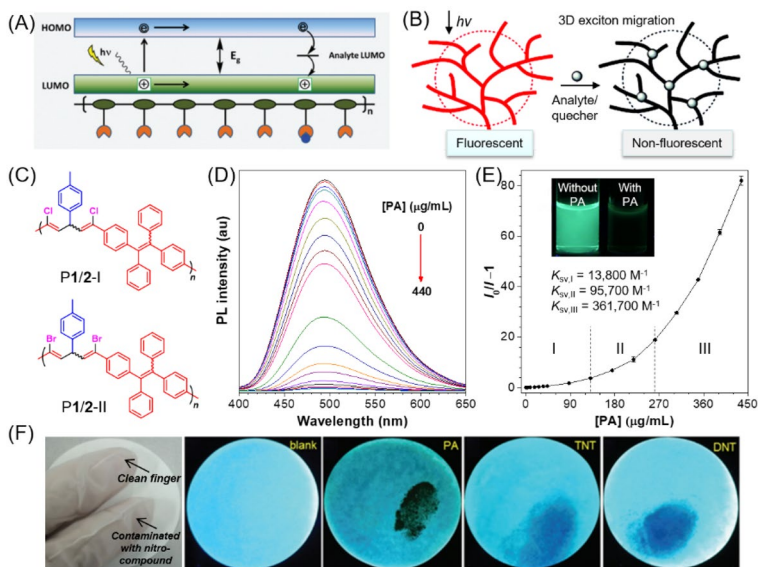 (A)
HOMO
e
e
hν
E_g
Analyte LUMO
LUMO
+
+
n
(B)
hν
3D exciton migration
Analyte/
quecher
Fluorescent
Non-fluorescent
(C)
Cl
Cl
n
P1/2-I
Br
Br
n
P1/2-II
(D)
PL intensity (au)
[PA] (μg/mL)
0
440
400 450 500 550 600 650
Wavelength (nm)
(E)
I₀/I −1
80
60
40
20
0
Without
PA
With
PA
K_sv,I = 13,800 M⁻¹
K_sv,II = 95,700 M⁻¹
K_sv,III = 361,700 M⁻¹
I
II
III
0 90 180 270 360 450
[PA] (μg/mL)
(F)
Clean finger
Contaminated
with nitro-
compound
blank
PA
TNT
DNT